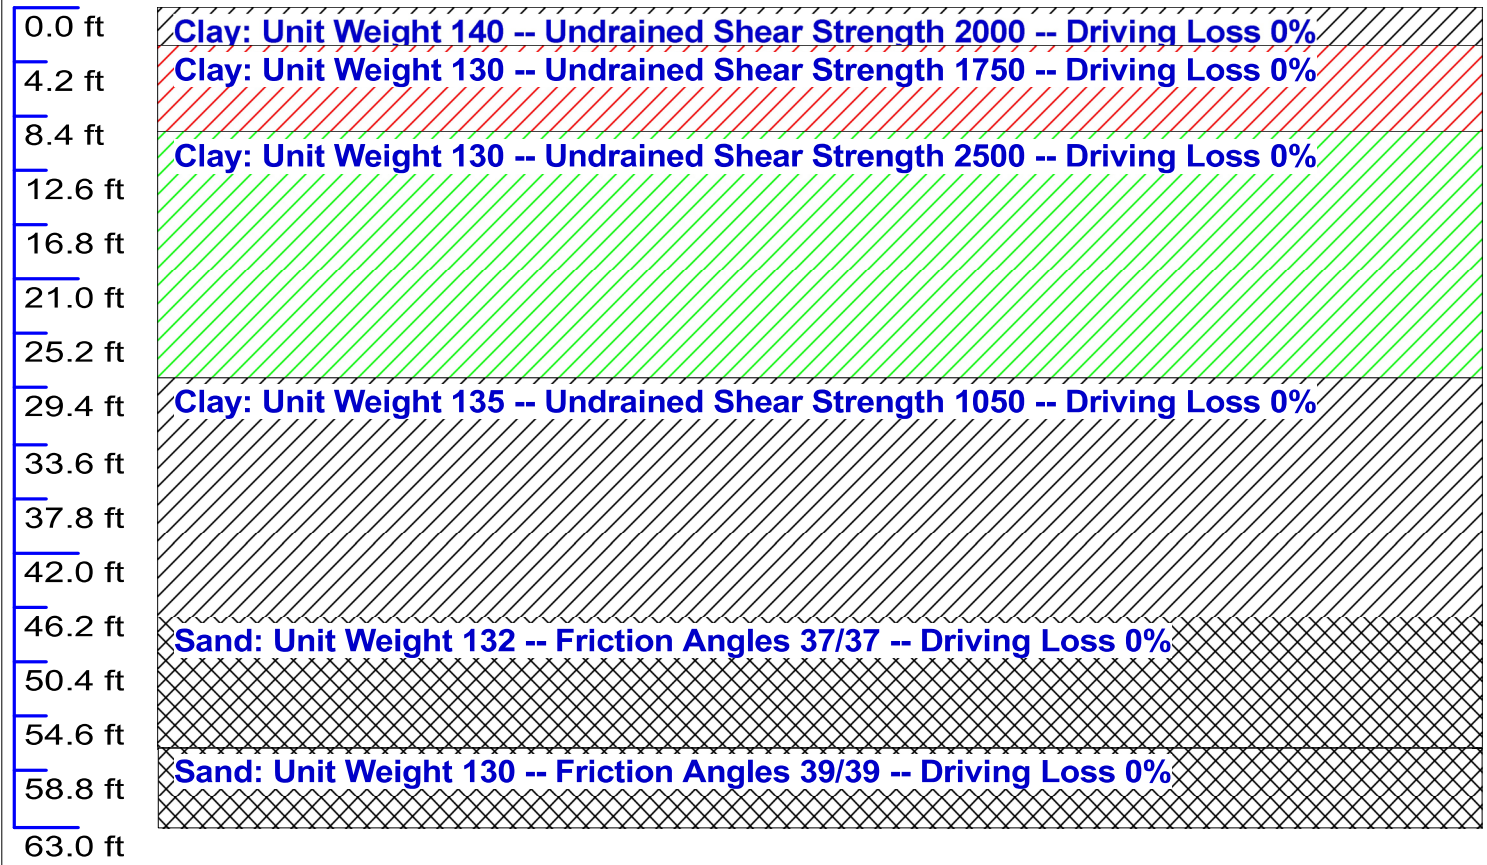 0.0 ft
Clay: Unit Weight 140 -- Undrained Shear Strength 2000 -- Driving Loss 0%
Clay: Unit Weight 130 -- Undrained Shear Strength 1750 -- Driving Loss 0%
4.2 ft
8.4 ft
Clay: Unit Weight 130 -- Undrained Shear Strength 2500 -- Driving Loss 0%
12.6 ft
16.8 ft
21.0 ft
25.2 ft
29.4 ft
Clay: Unit Weight 135 -- Undrained Shear Strength 1050 -- Driving Loss 0%
33.6 ft
37.8 ft
42.0 ft
46.2 ft
Sand: Unit Weight 132 -- Friction Angles 37/37 -- Driving Loss 0%
50.4 ft
54.6 ft
Sand: Unit Weight 130 -- Friction Angles 39/39 -- Driving Loss 0%
58.8 ft
63.0 ft